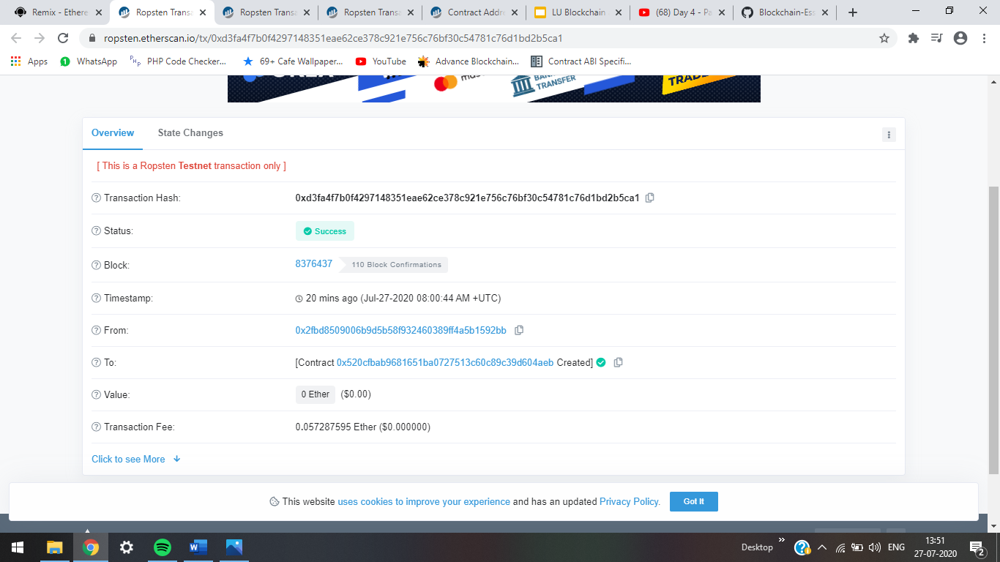 Remix - Ethere
Ropsten Transa
Ropsten Transa
Ropsten Transa
Contract Addre
LU Blockchain
(68) Day 4 - Pa
Blockchain-Ess
ropsten.etherscan.io/tx/0xd3fa4f7b0f4297148351eae62ce378c921e756c76bf30c54781c76d1bd2b5ca1
Apps
1 WhatsApp
PHP PHP Code Checker...
69+ Cafe Wallpaper...
YouTube
Advance Blockchain...
Contract ABI Specifi...
TRANSFER
Overview
State Changes
[ This is a Ropsten Testnet transaction only ]
Transaction Hash: 0xd3fa4f7b0f4297148351eae62ce378c921e756c76bf30c54781c76d1bd2b5ca1
Status: Success
Block: 8376437 110 Block Confirmations
Timestamp: 20 mins ago (Jul-27-2020 08:00:44 AM +UTC)
From: 0x2fbd8509006b9d5b58f932460389ff4a5b1592bb
To: [Contract 0x520cfbab9681651ba0727513c60c89c39d604aeb Created]
Value: 0 Ether ($0.00)
Transaction Fee: 0.057287595 Ether ($0.000000)
Click to see More
This website uses cookies to improve your experience and has an updated Privacy Policy. Got It
Desktop
ENG
13:51
27-07-2020
2